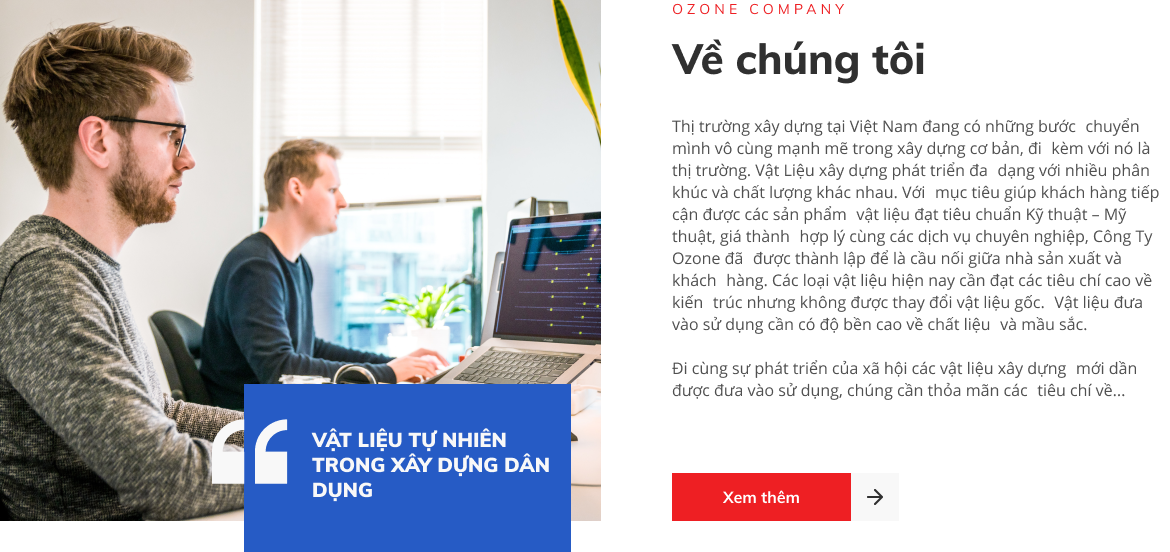 OZONE COMPANY
Về chúng tôi
Thị trường xây dựng tại Việt Nam đang có những bước chuyển
mình vô cùng mạnh mẽ trong xây dựng cơ bản, đi kèm với nó là
thị trường. Vật Liệu xây dựng phát triển đa dạng với nhiều phân
khúc và chất lượng khác nhau. Với mục tiêu giúp khách hàng tiếp
cận được các sản phẩm vật liệu đạt tiêu chuẩn Kỹ thuật – Mỹ
thuật, giá thành hợp lý cùng các dịch vụ chuyên nghiệp, Công Ty
Ozone đã được thành lập để là cầu nối giữa nhà sản xuất và
khách hàng. Các loại vật liệu hiện nay cần đạt các tiêu chí cao về
kiến trúc nhưng không được thay đổi vật liệu gốc. Vật liệu đưa
vào sử dụng cần có độ bền cao về chất liệu và mầu sắc.
Đi cùng sự phát triển của xã hội các vật liệu xây dựng mới dần
được đưa vào sử dụng, chúng cần thỏa mãn các tiêu chí về...
Xem thêm
“
VẬT LIỆU TỰ NHIÊN
TRONG XÂY DỰNG DÂN
DỤNG